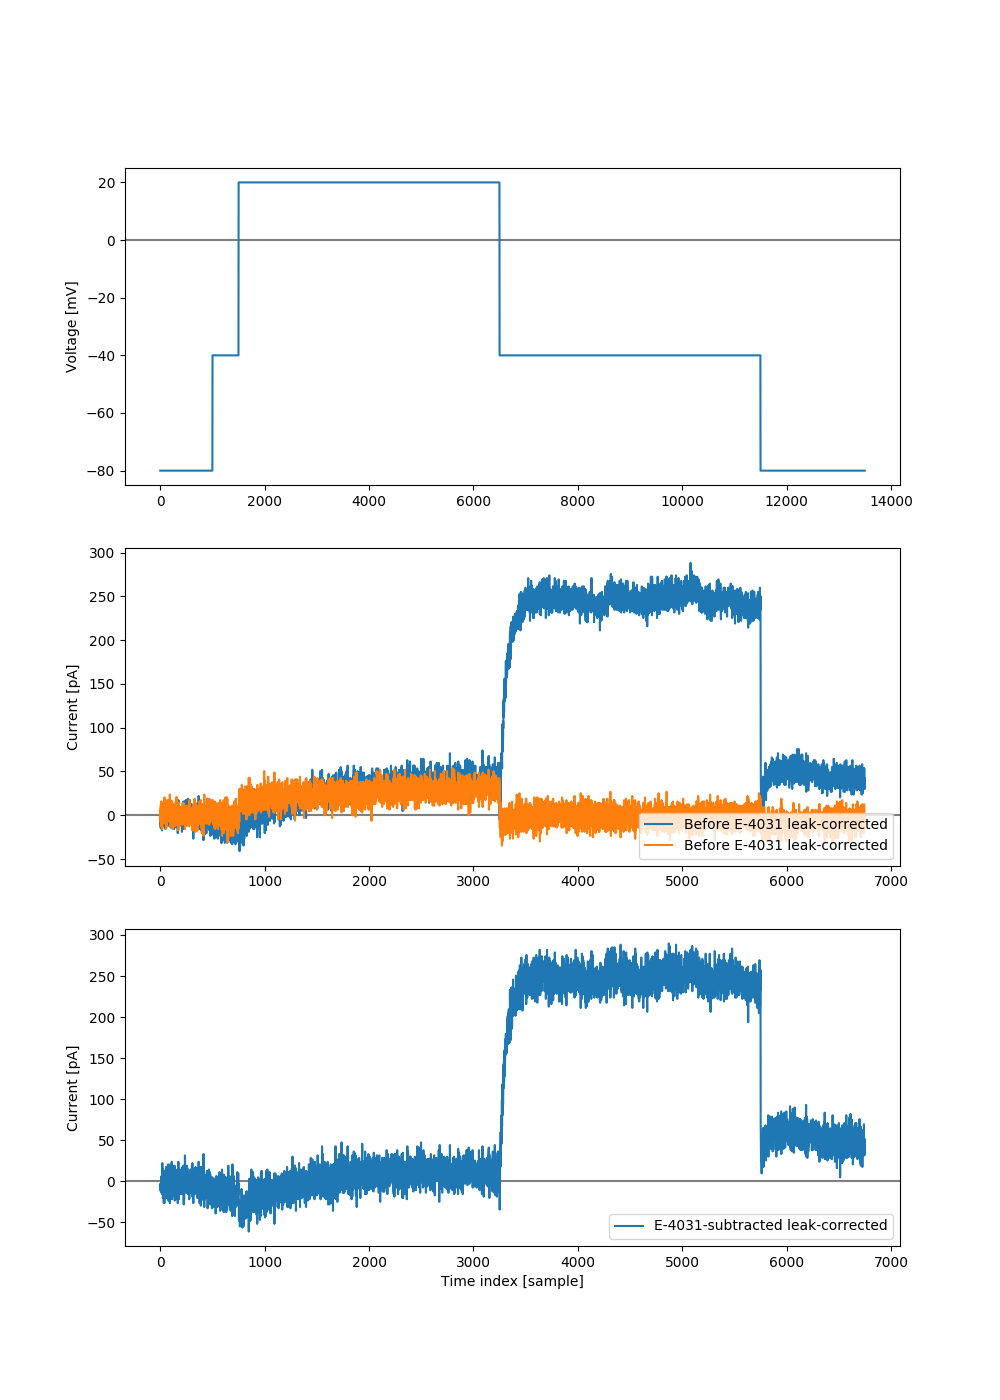 20
0
−20
−40
−60
−80
Voltage [mV]
0 2000 4000 6000 8000 10000 12000 14000
300
250
200
150
100
50
0
−50
Current [pA]
Before E-4031 leak-corrected
Before E-4031 leak-corrected
0 1000 2000 3000 4000 5000 6000 7000
300
250
200
150
100
50
0
−50
Current [pA]
E-4031-subtracted leak-corrected
0 1000 2000 3000 4000 5000 6000 7000
Time index [sample]